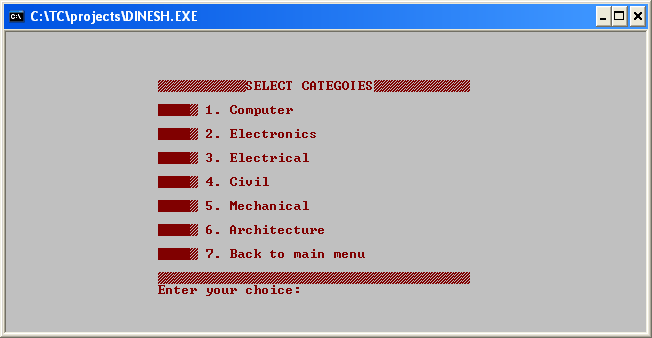 C:\TC\projects\DINESH.EXE
SELECT CATEGOIES
1. Computer
2. Electronics
3. Electrical
4. Civil
5. Mechanical
6. Architecture
7. Back to main menu
Enter your choice: